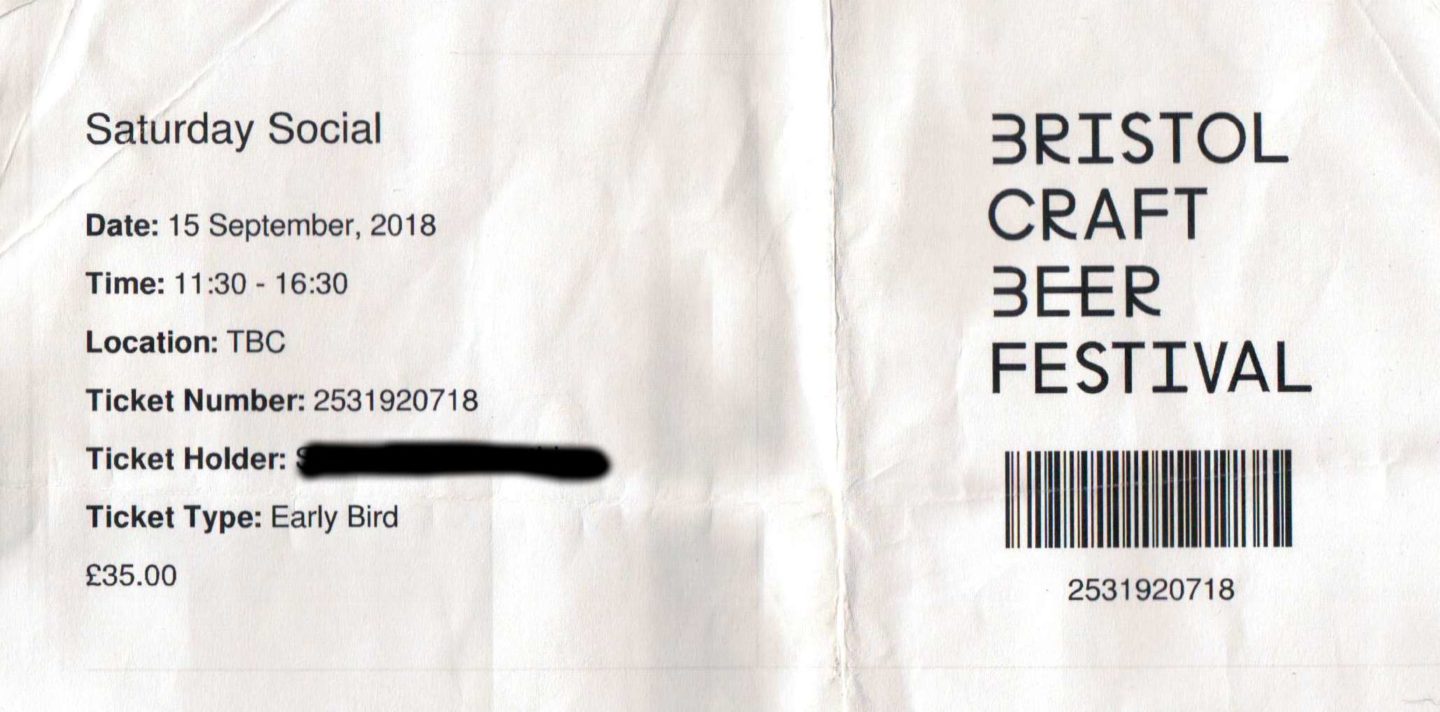 Saturday Social
Date: 15 September, 2018
Time: 11:30 - 16:30
Location: TBC
Ticket Number: 2531920718
Ticket Holder:
Ticket Type: Early Bird
£35.00
BRISTOL
CRAFT
BEER
FESTIVAL
2531920718